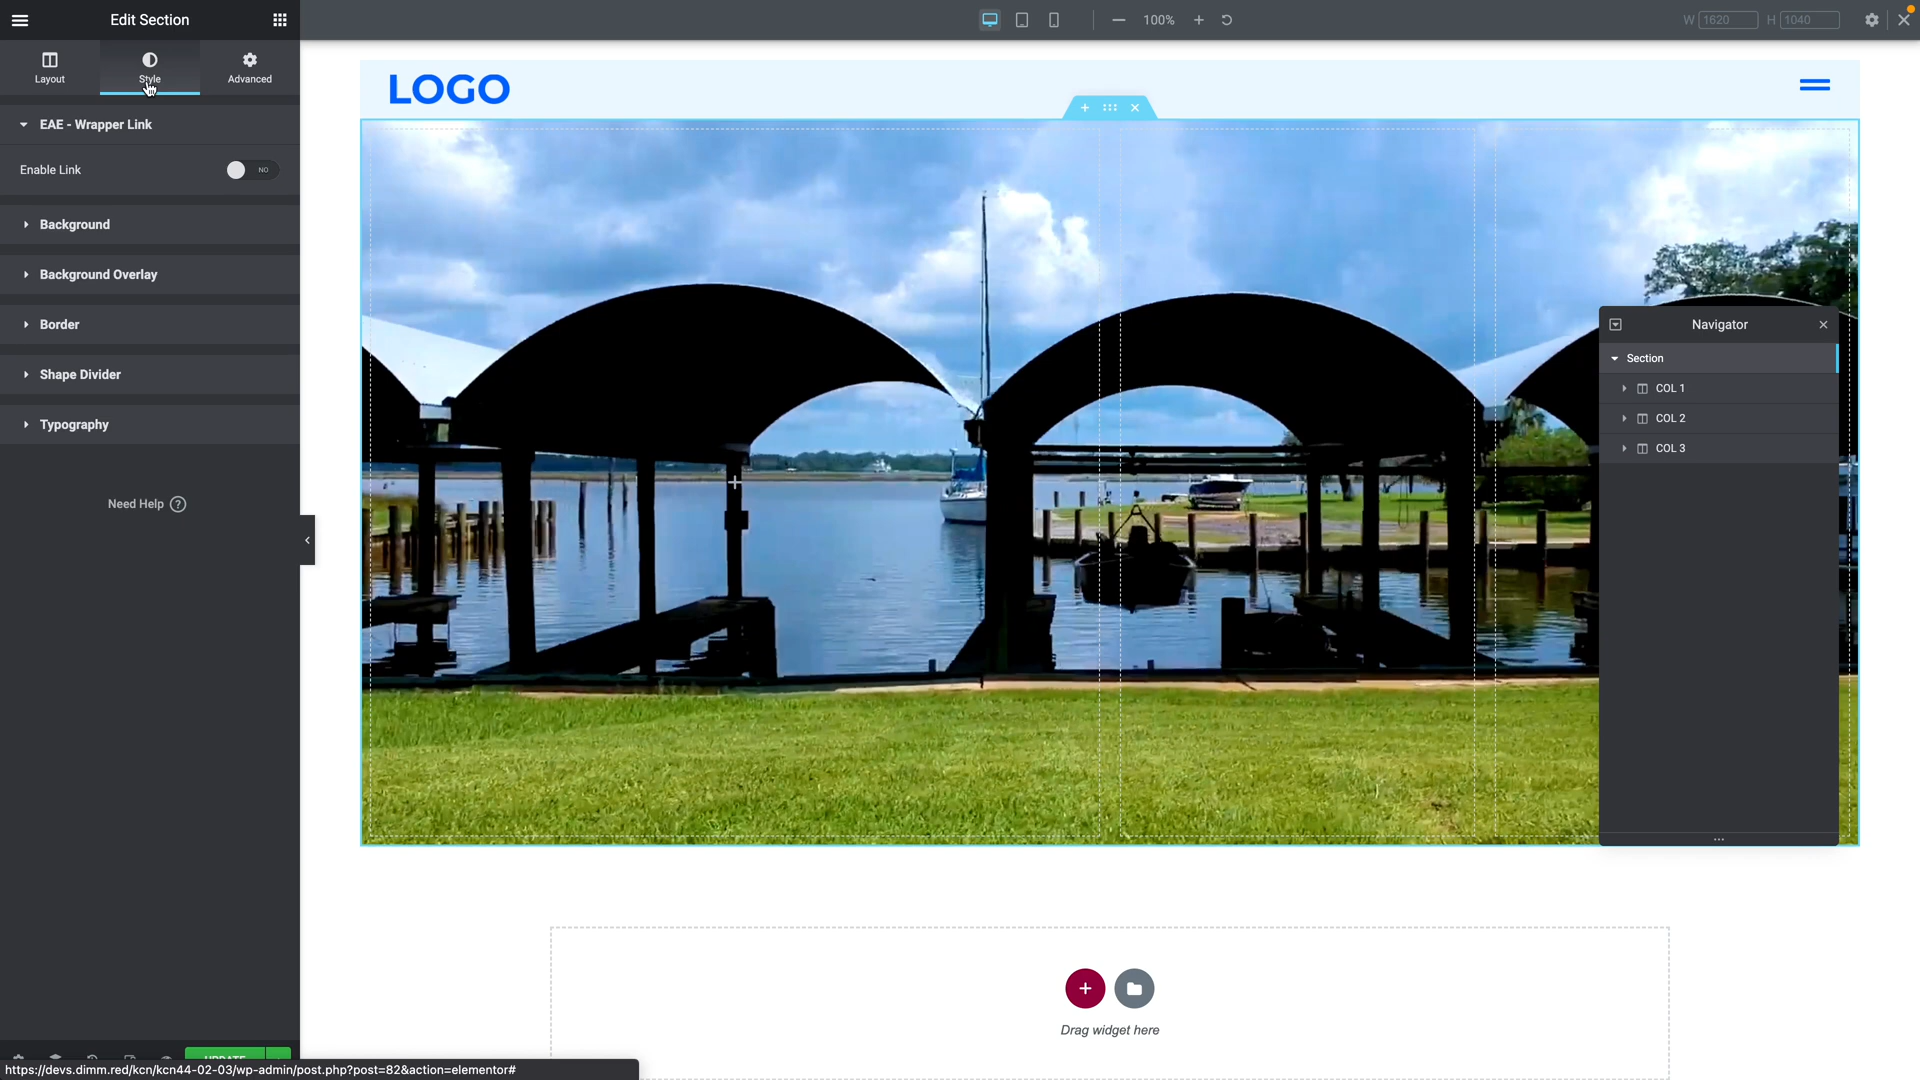 Edit Section
100%
W 1620 H 1040
Layout
Style
Advanced
EAE - Wrapper Link
Enable Link
NO
Background
Background Overlay
Border
Shape Divider
Typography
Need Help ?
LOGO
Navigator
Section
COL 1
COL 2
COL 3
Drag widget here
UPDATE
https://devs.dimm.red/kcn/kcn44-02-03/wp-admin/post.php?post=82&action=elementor#